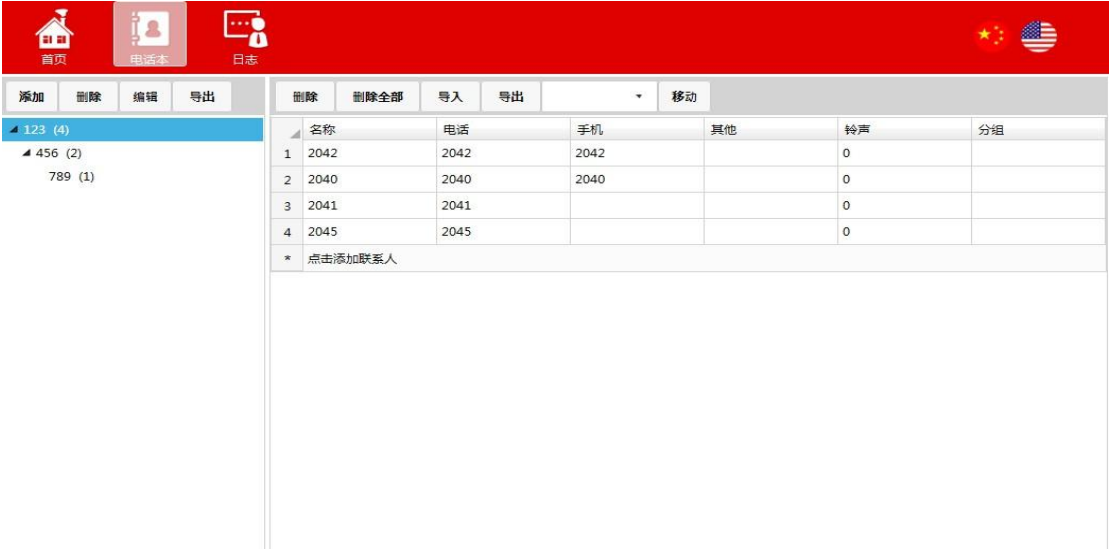 首页 电话本 日志
添加 删除 编辑 导出 删除 删除全部 导入 导出 移动
123 (4)
456 (2)
789 (1)
名称 电话 手机 其他 铃声 分组
1 2042 2042 2042 0
2 2040 2040 2040 0
3 2041 2041 0
4 2045 2045 0
* 点击添加联系人